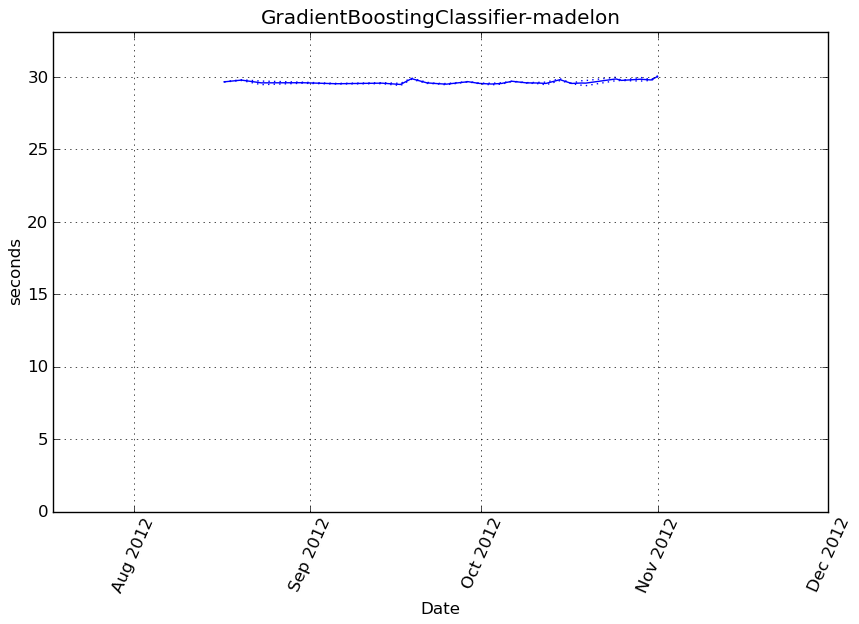 GradientBoostingClassifier-madelon
30
25
20
15
10
5
0
seconds
Aug 2012
Sep 2012
Oct 2012
Nov 2012
Dec 2012
Date